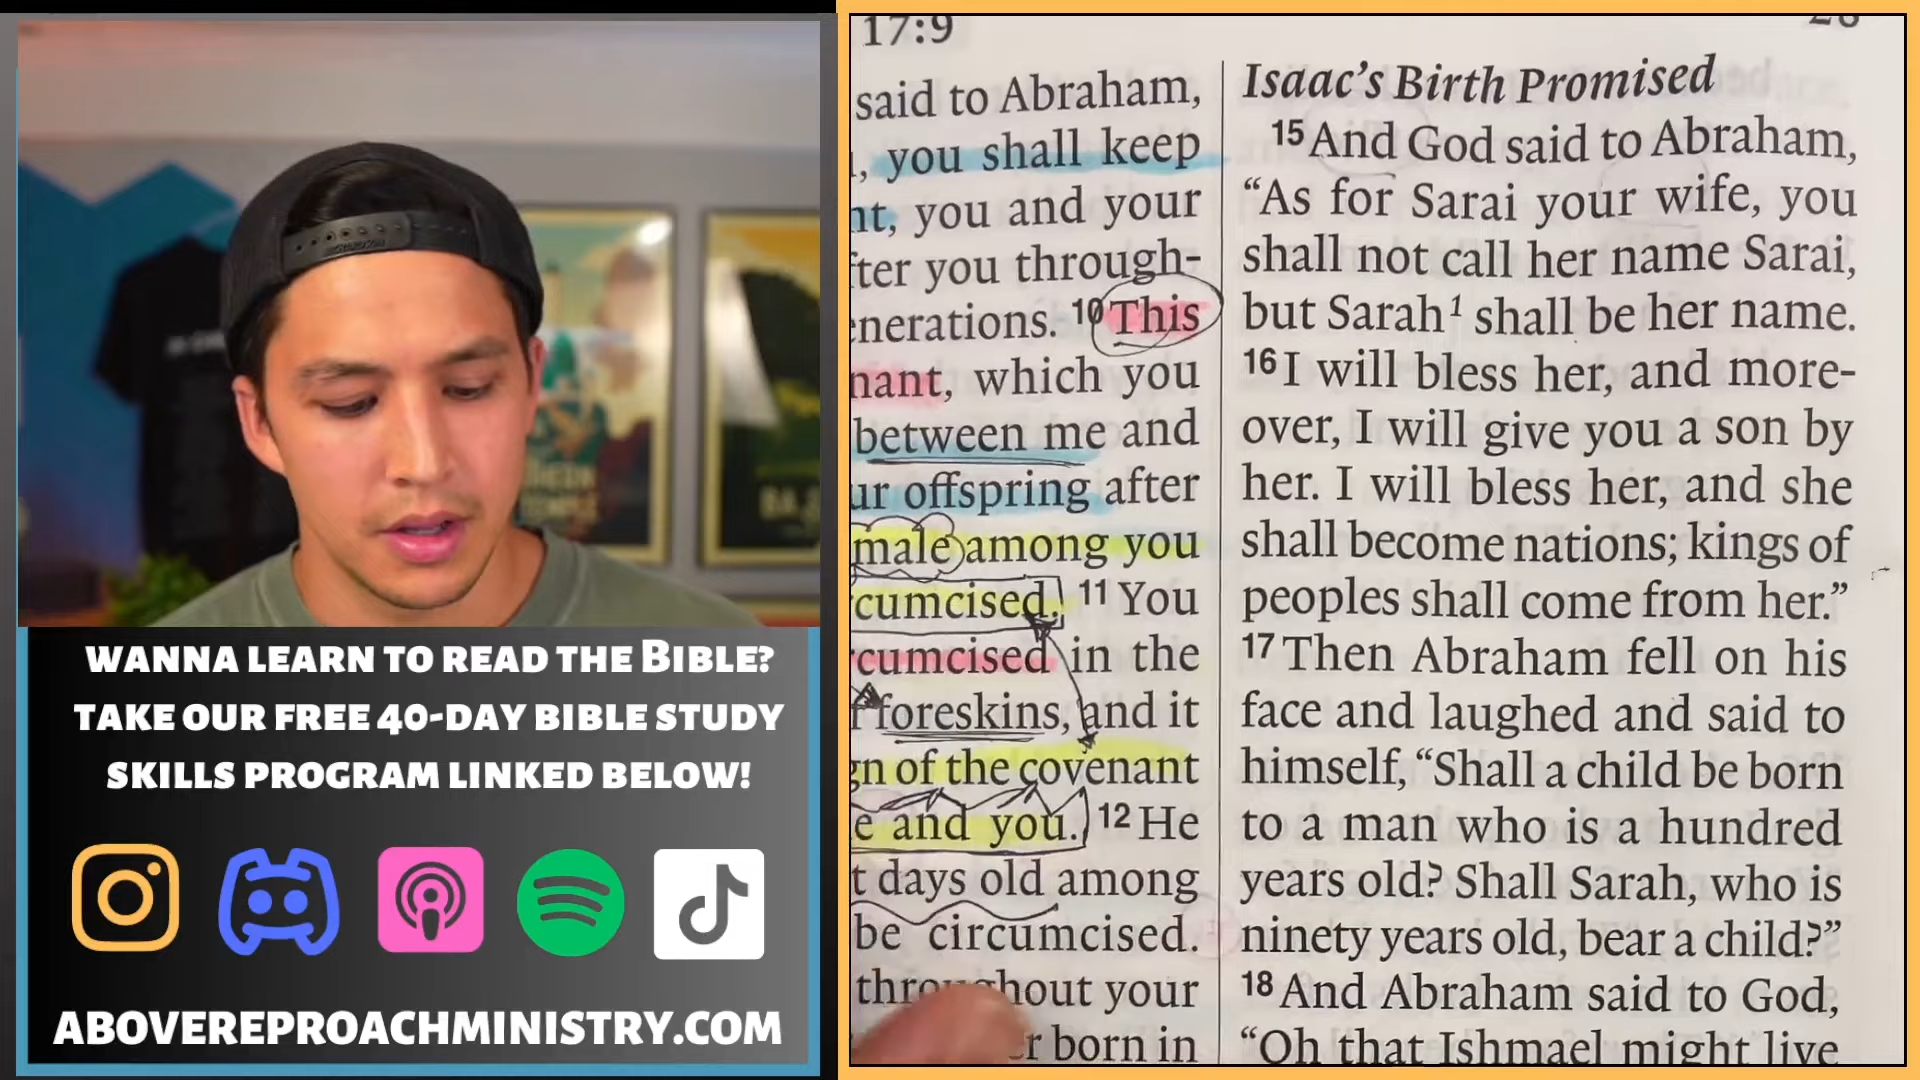 WANNA LEARN TO READ THE BIBLE?
TAKE OUR FREE 40-DAY BIBLE STUDY
SKILLS PROGRAM LINKED BELOW!
ABOVEREPROACHMINISTRY.COM
17:9
said to Abraham,
, you shall keep
nt, you and your
fter you through-
enerations. 10 This
nant, which you
between me and
ur offspring after
male among you
cumcised. 11 You
cumcised in the
foreskins, and it
gn of the covenant
e and you. 12 He
t days old among
be circumcised.
throughout your
r born in
28
Isaac's Birth Promised
15 And God said to Abraham,
“As for Sarai your wife, you
shall not call her name Sarai,
but Sarah1 shall be her name.
16 I will bless her, and more-
over, I will give you a son by
her. I will bless her, and she
shall become nations; kings of
peoples shall come from her.”
17 Then Abraham fell on his
face and laughed and said to
himself, “Shall a child be born
to a man who is a hundred
years old? Shall Sarah, who is
ninety years old, bear a child?”
18 And Abraham said to God,
“Oh that Ishmael might live